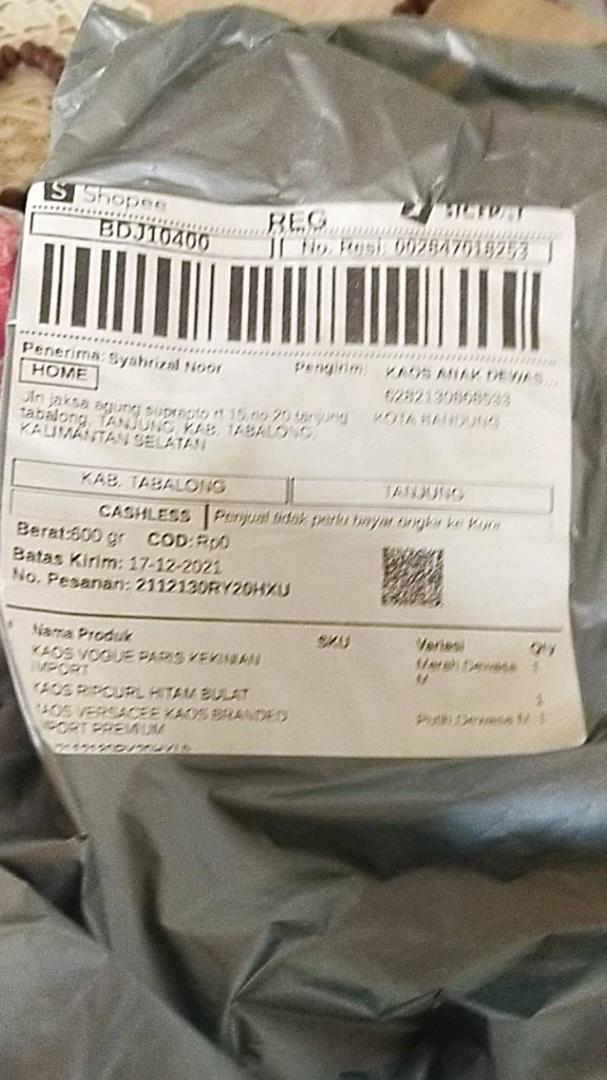 S Shopee
REG
SICEPAT
BDJ10400
No. Resi: 002847018253
Penerima: Syahrizal Noor
Pengirim: KAOS ANAK DEWAS...
HOME
Jln jaksa agung suprapto rt 15.no 20 tanjung
KOTA BANDUNG
tabalong, TANJUNG, KAB. TABALONG,
KALIMANTAN SELATAN
KAB. TABALONG
TANJUNG
CASHLESS
Penjual tidak perlu bayar ongkir ke Kurir
Berat:600 gr COD: Rp0
Batas Kirim: 17-12-2021
No. Pesanan: 2112130RY20HXU
Nama Produk SKU Variasi Qty
KAOS VOGUE PARIS KEKINIAN Merah Dewasa 1
IMPORT M
KAOS RIPCURL HITAM BULAT 1
KAOS VERSACEE KAOS BRANDED Putih Dewasa M 1
PORT PREMIUM